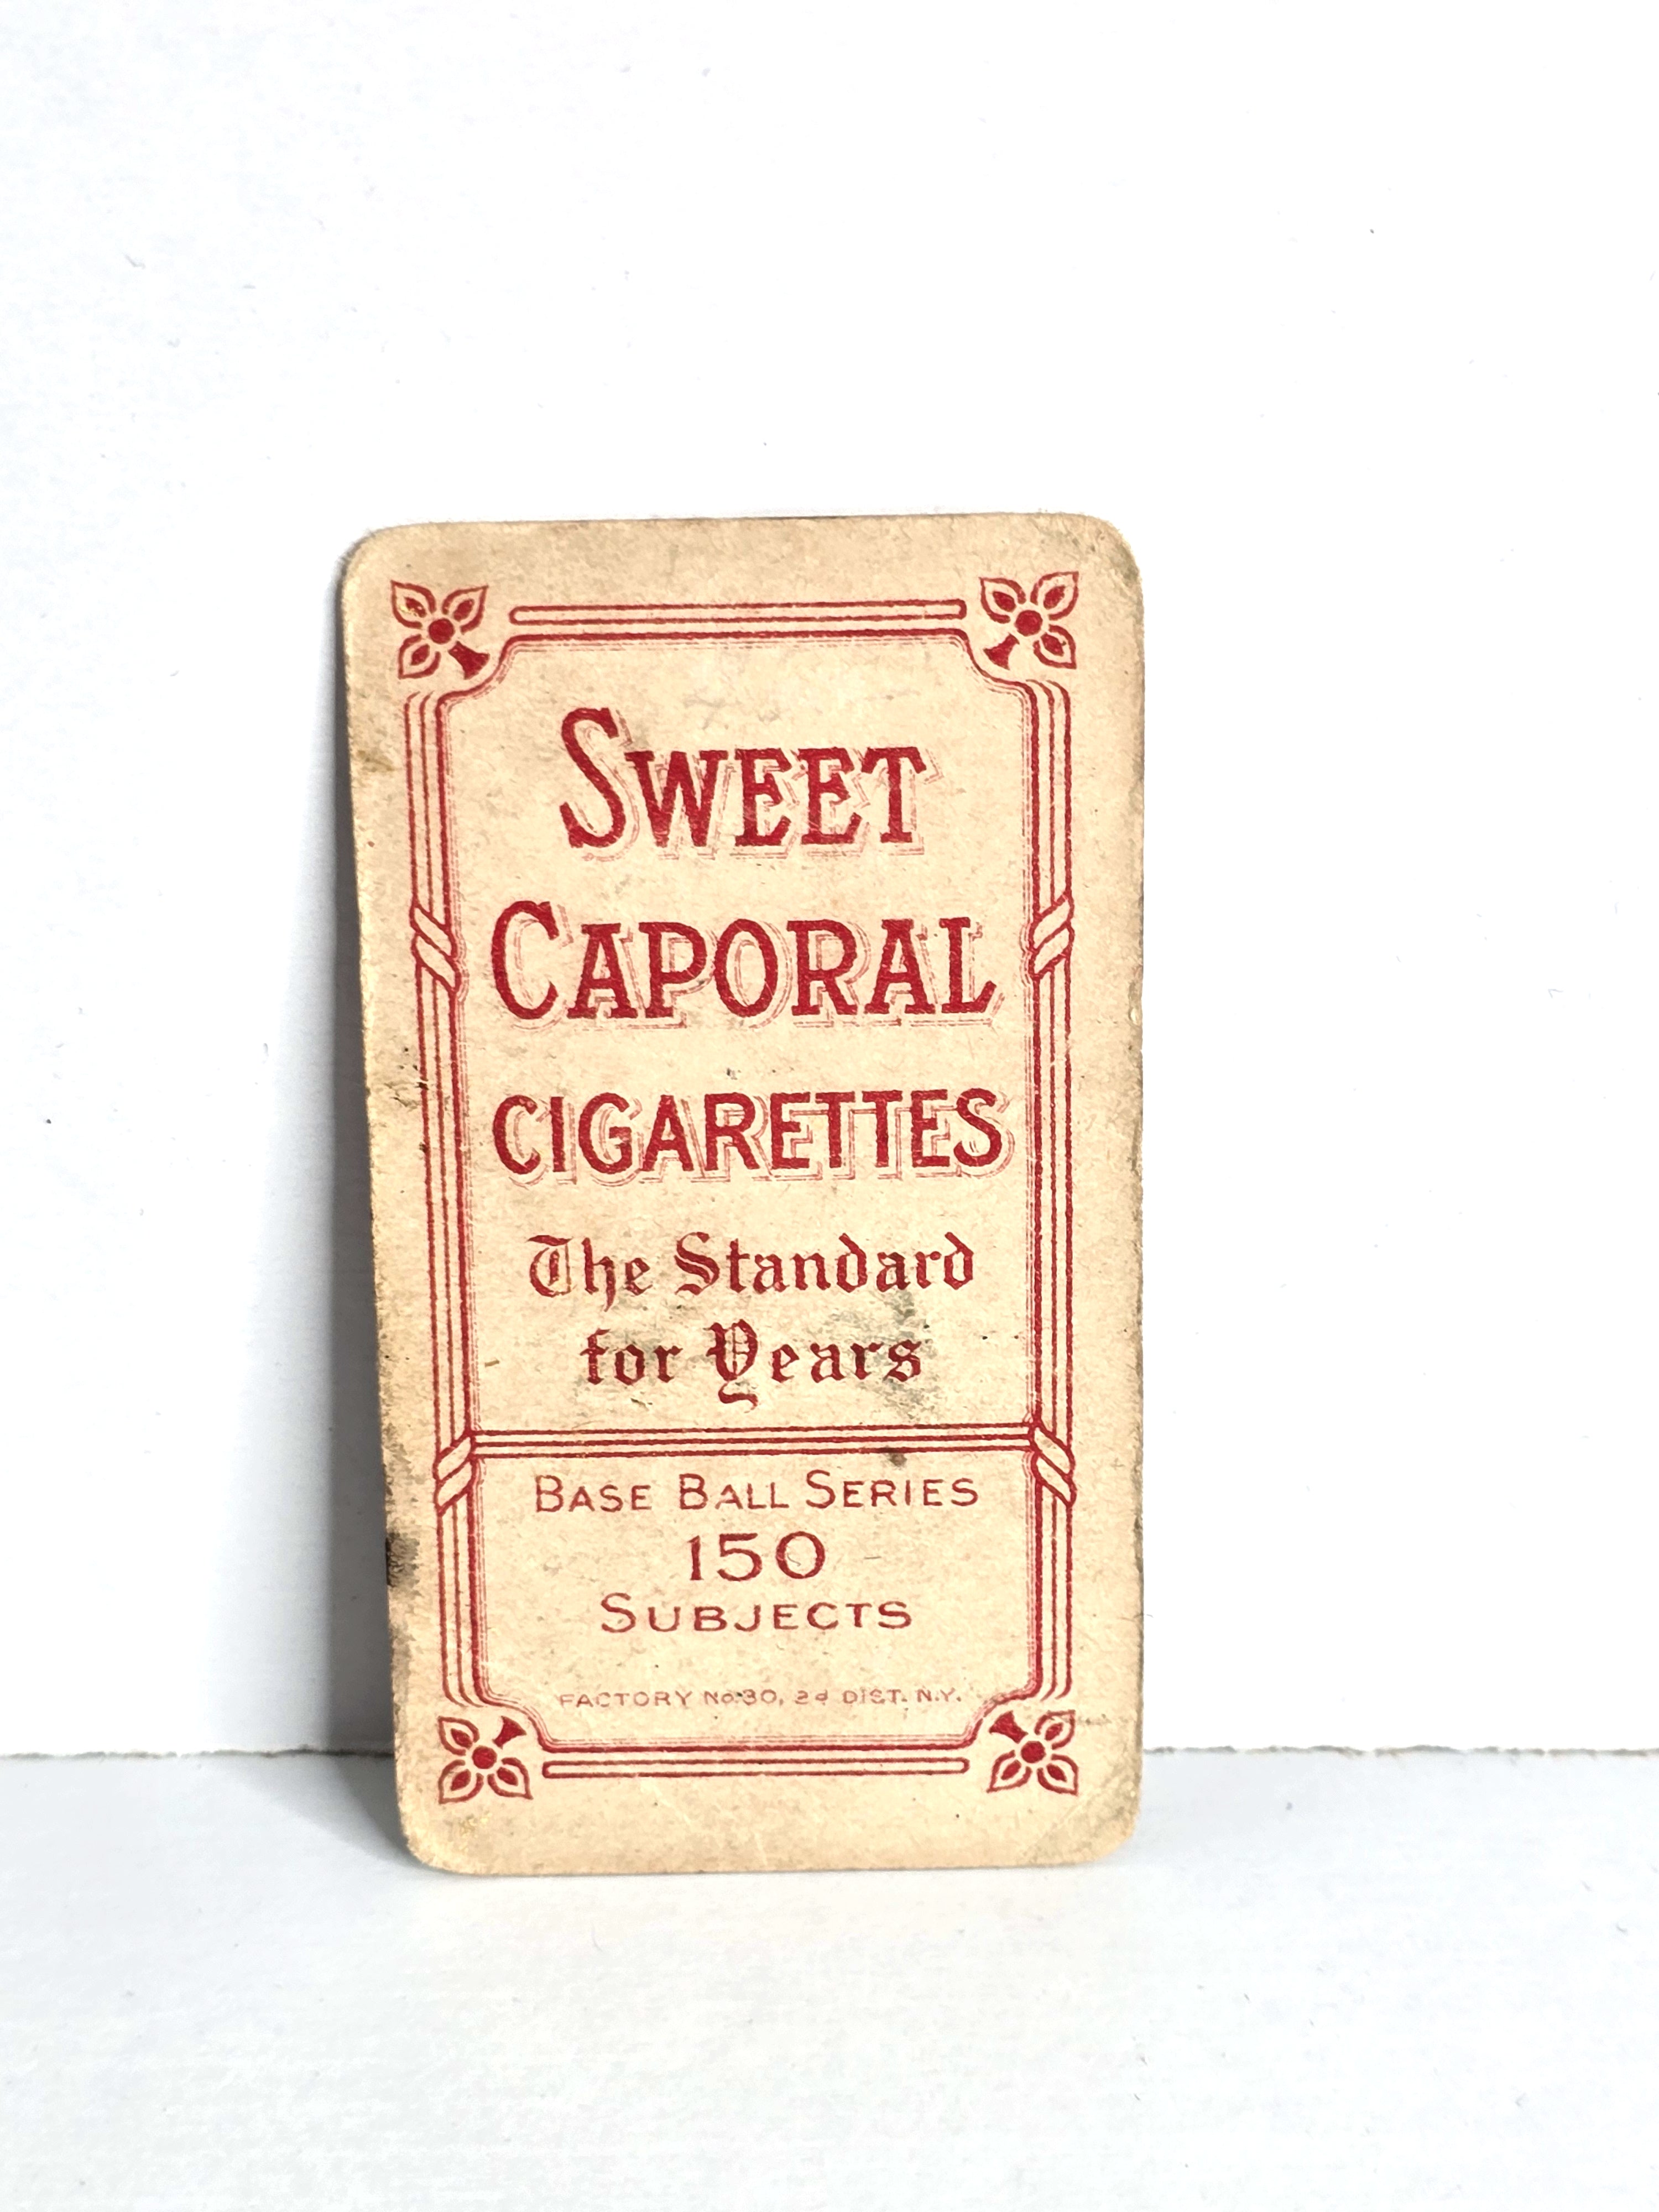 SWEET
CAPORAL
CIGARETTES
The Standard
for Years
BASE BALL SERIES
150
SUBJECTS
FACTORY No. 30, 2d DIST. N.Y.